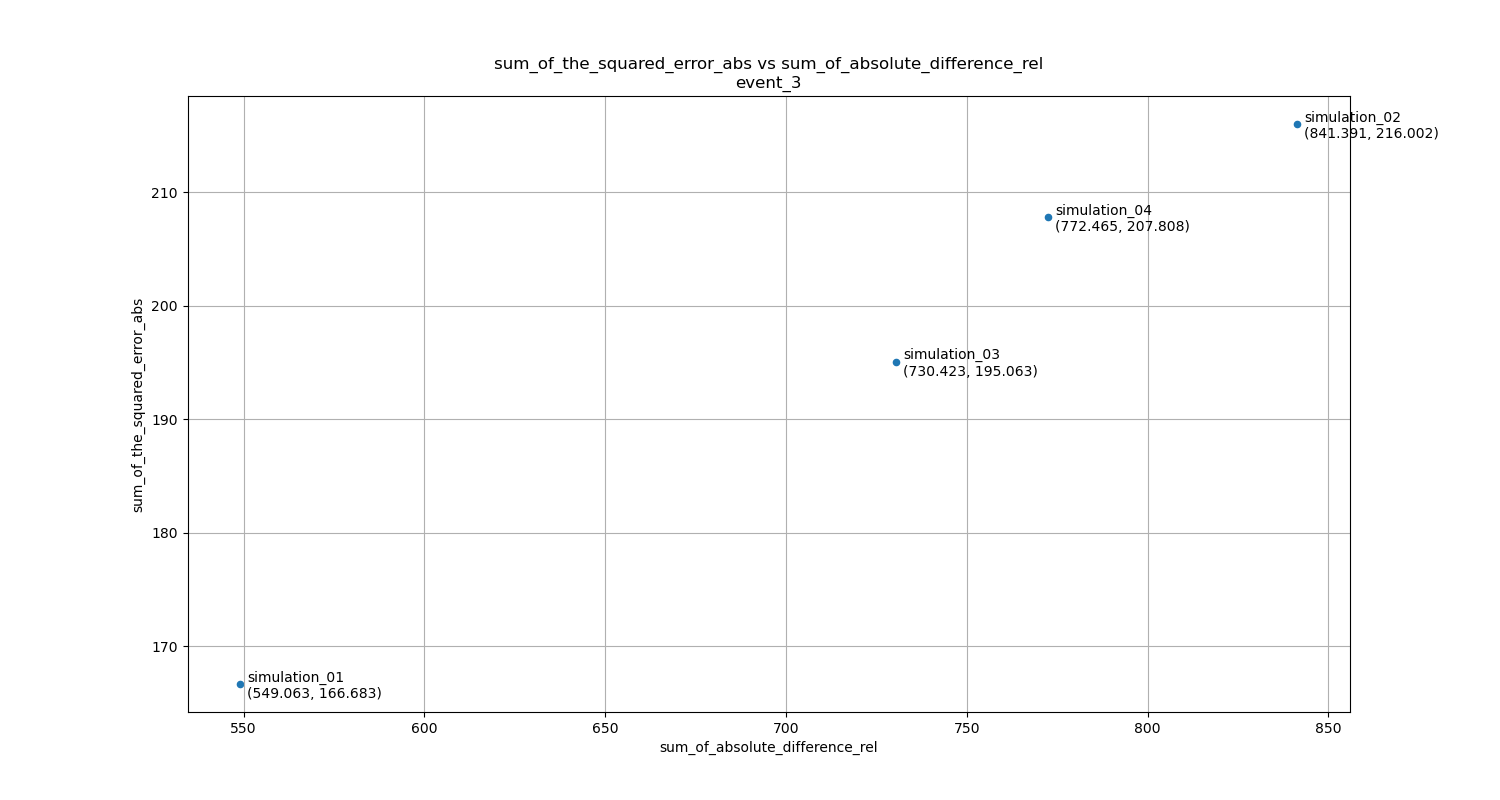 sum_of_the_squared_error_abs vs sum_of_absolute_difference_rel
event_3
simulation_02
(841.391, 216.002)
210
simulation_04
(772.465, 207.808)
200
simulation_03
(730.423, 195.063)
sum_of_the_squared_error_abs
190
180
170
simulation_01
(549.063, 166.683)
550 600 650 700 750 800 850
sum_of_absolute_difference_rel